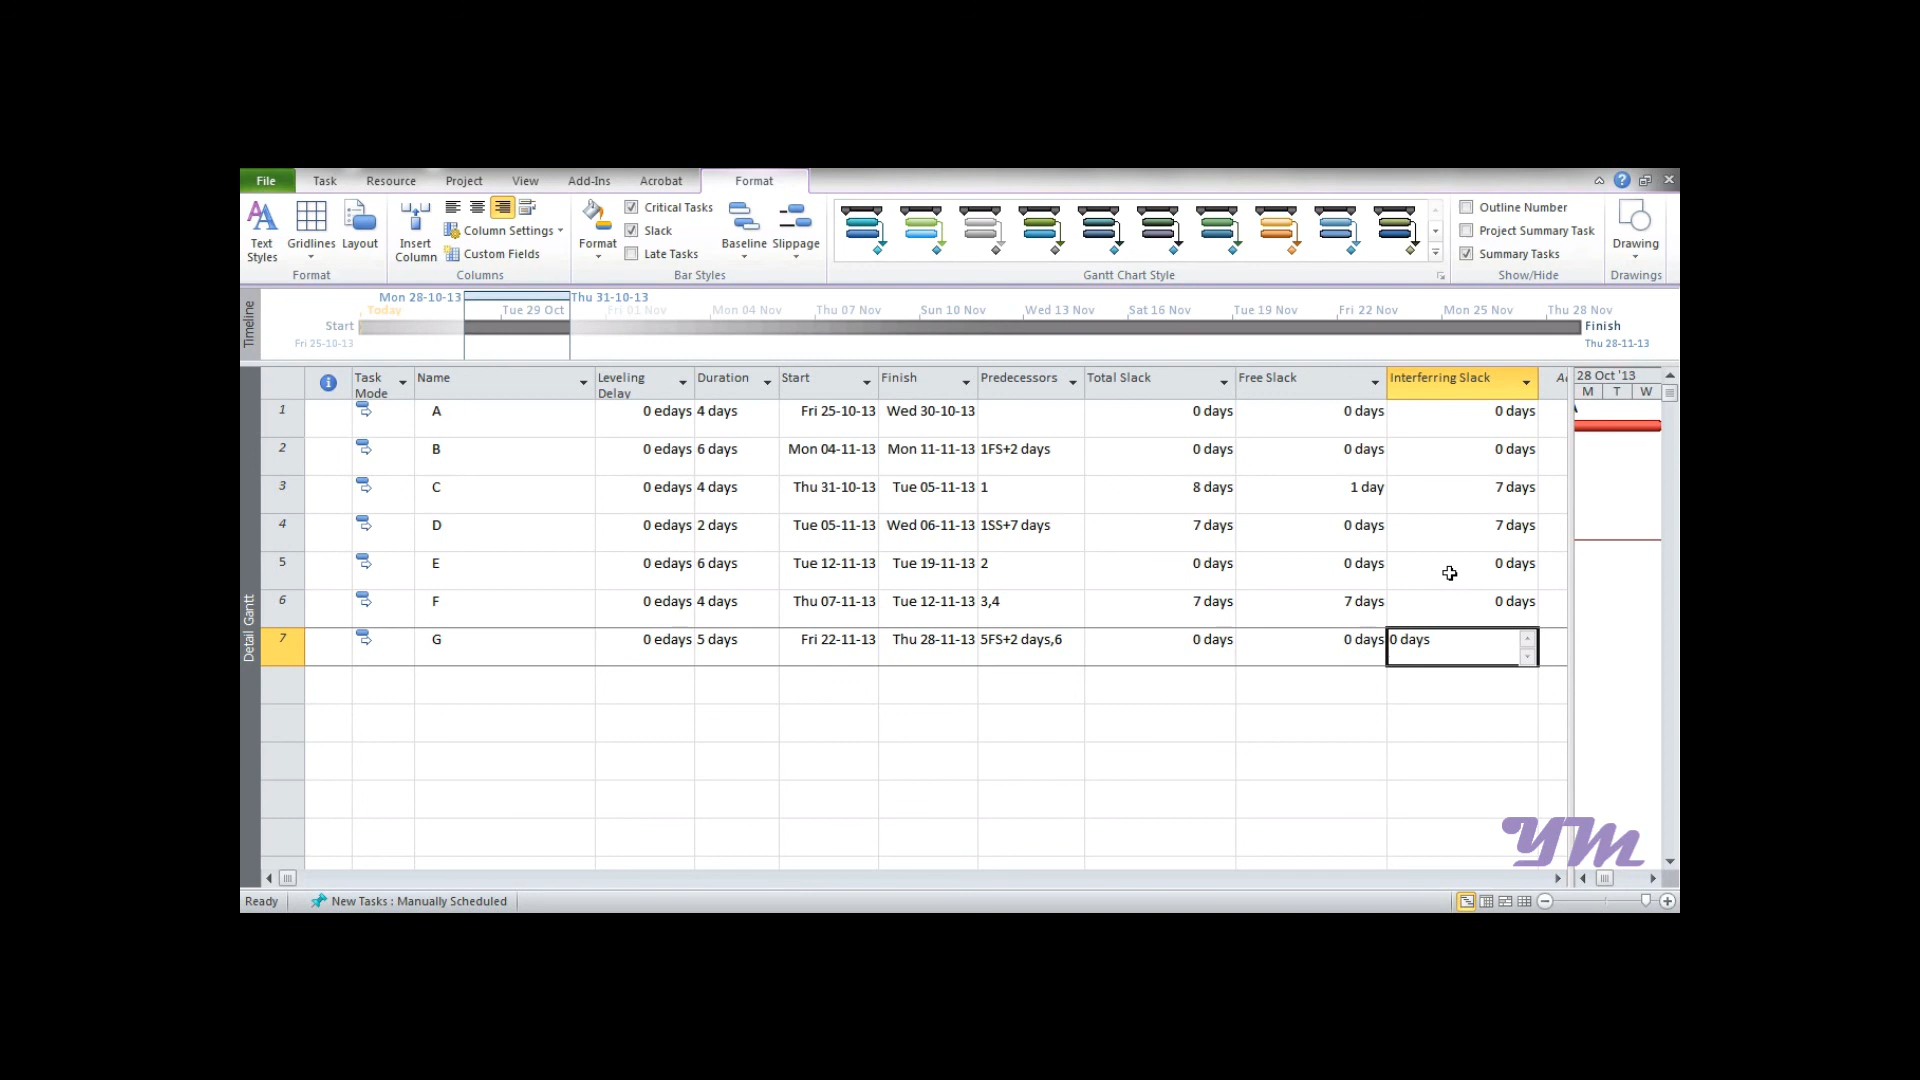 File Task Resource Project View Add-Ins Acrobat Format
Text Styles Gridlines Layout Insert Column Column Settings Custom Fields Format Critical Tasks Slack Late Tasks Baseline Slippage Outline Number Project Summary Task Summary Tasks Drawing
Format Columns Bar Styles Gantt Chart Style Show/Hide Drawings
Timeline
Mon 28-10-13 Thu 31-10-13
Today Tue 29 Oct Fri 01 Nov Mon 04 Nov Thu 07 Nov Sun 10 Nov Wed 13 Nov Sat 16 Nov Tue 19 Nov Fri 22 Nov Mon 25 Nov Thu 28 Nov
Start Finish
Fri 25-10-13 Thu 28-11-13
Task Mode Name Leveling Delay Duration Start Finish Predecessors Total Slack Free Slack Interferring Slack 28 Oct '13
M T W
1 A 0 edays 4 days Fri 25-10-13 Wed 30-10-13 0 days 0 days 0 days
2 B 0 edays 6 days Mon 04-11-13 Mon 11-11-13 1FS+2 days 0 days 0 days 0 days
3 C 0 edays 4 days Thu 31-10-13 Tue 05-11-13 1 8 days 1 day 7 days
4 D 0 edays 2 days Tue 05-11-13 Wed 06-11-13 1SS+7 days 7 days 0 days 7 days
5 E 0 edays 6 days Tue 12-11-13 Tue 19-11-13 2 0 days 0 days 0 days
6 F 0 edays 4 days Thu 07-11-13 Tue 12-11-13 3,4 7 days 7 days 0 days
7 G 0 edays 5 days Fri 22-11-13 Thu 28-11-13 5FS+2 days,6 0 days 0 days 0 days
Detail Gantt
YM
Ready New Tasks : Manually Scheduled